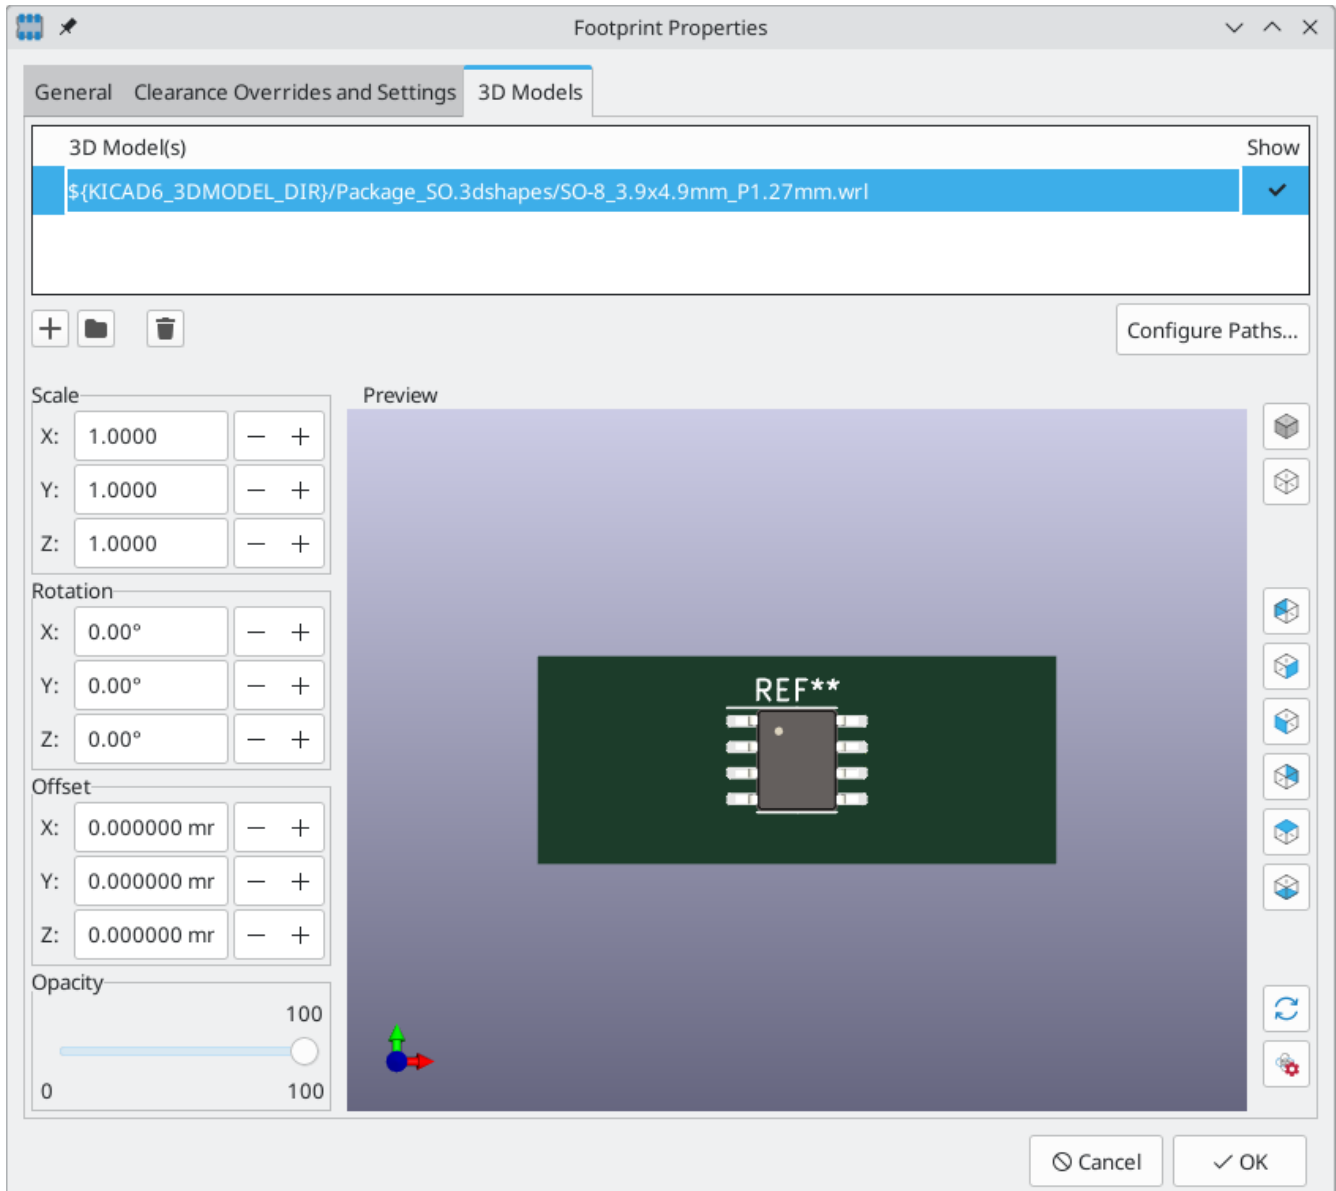 Footprint Properties
General Clearance Overrides and Settings 3D Models
3D Model(s) Show
${KICAD6_3DMODEL_DIR}/Package_SO.3dshapes/SO-8_3.9x4.9mm_P1.27mm.wrl
Configure Paths...
Scale
X: 1.0000
Y: 1.0000
Z: 1.0000
Rotation
X: 0.00°
Y: 0.00°
Z: 0.00°
Offset
X: 0.000000 mr
Y: 0.000000 mr
Z: 0.000000 mr
Opacity
100
0 100
Preview
REF**
Cancel OK